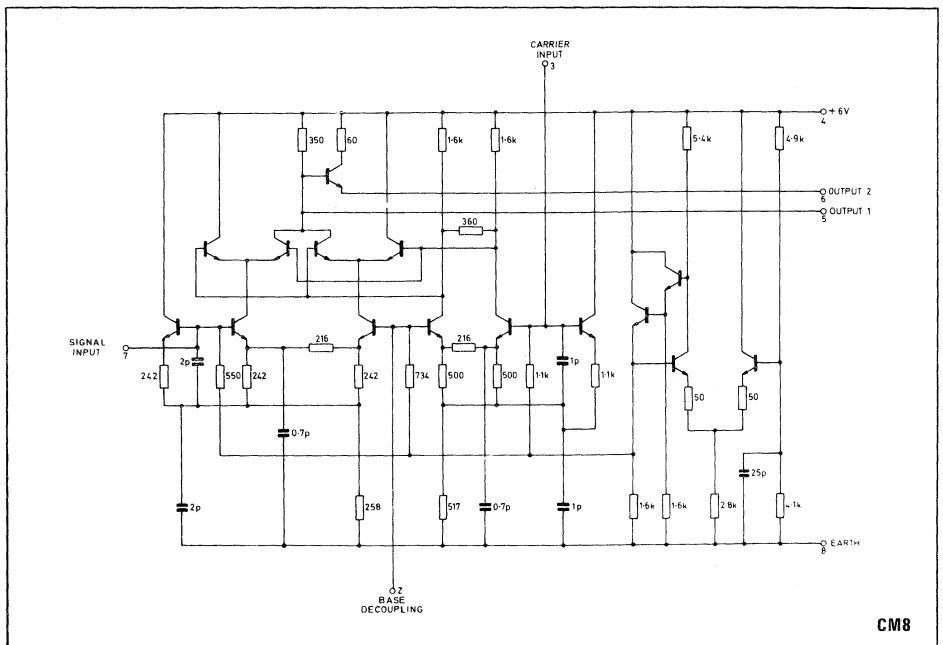 CARRIER
INPUT
3
+6V
4
350
60
1·6k
1·6k
5·4k
4·9k
OUTPUT 2
6
OUTPUT 1
5
360
SIGNAL
INPUT
7
2p
216
216
1p
242
550
242
242
734
500
500
1·1k
1·1k
50
50
0·7p
25p
2p
258
517
0·7p
1p
1·6k
1·6k
2·8k
4·1k
EARTH
8
2
BASE
DECOUPLING
CM8